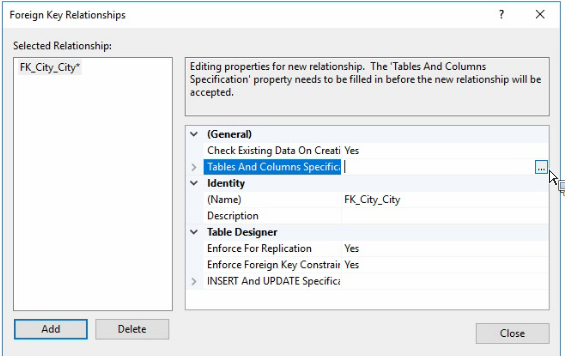 Foreign Key Relationships
Selected Relationship:
FK_City_City*
Editing properties for new relationship. The 'Tables And Columns
Specification' property needs to be filled in before the new relationship will be
accepted.
(General)
Check Existing Data On Creati Yes
Tables And Columns Specifica ...
Identity
(Name) FK_City_City
Description
Table Designer
Enforce For Replication Yes
Enforce Foreign Key Constrain Yes
INSERT And UPDATE Specifica
Add Delete Close